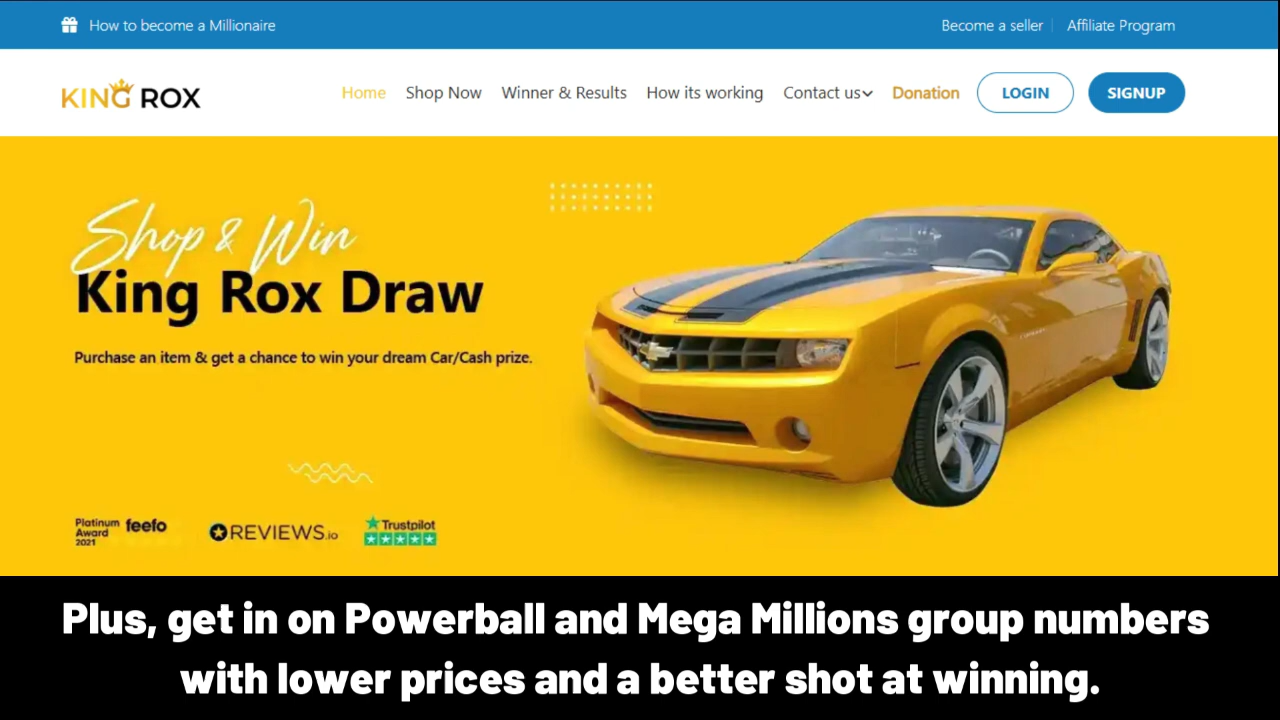 How to become a Millionaire
Become a seller
Affiliate Program
KING ROX
Home
Shop Now
Winner & Results
How its working
Contact us
Donation
LOGIN
SIGNUP
Shop & Win
King Rox Draw
Purchase an item & get a chance to win your dream Car/Cash prize.
Platinum
Award
2021
feefo
REVIEWS.io
Trustpilot
Plus, get in on Powerball and Mega Millions group numbers
with lower prices and a better shot at winning.